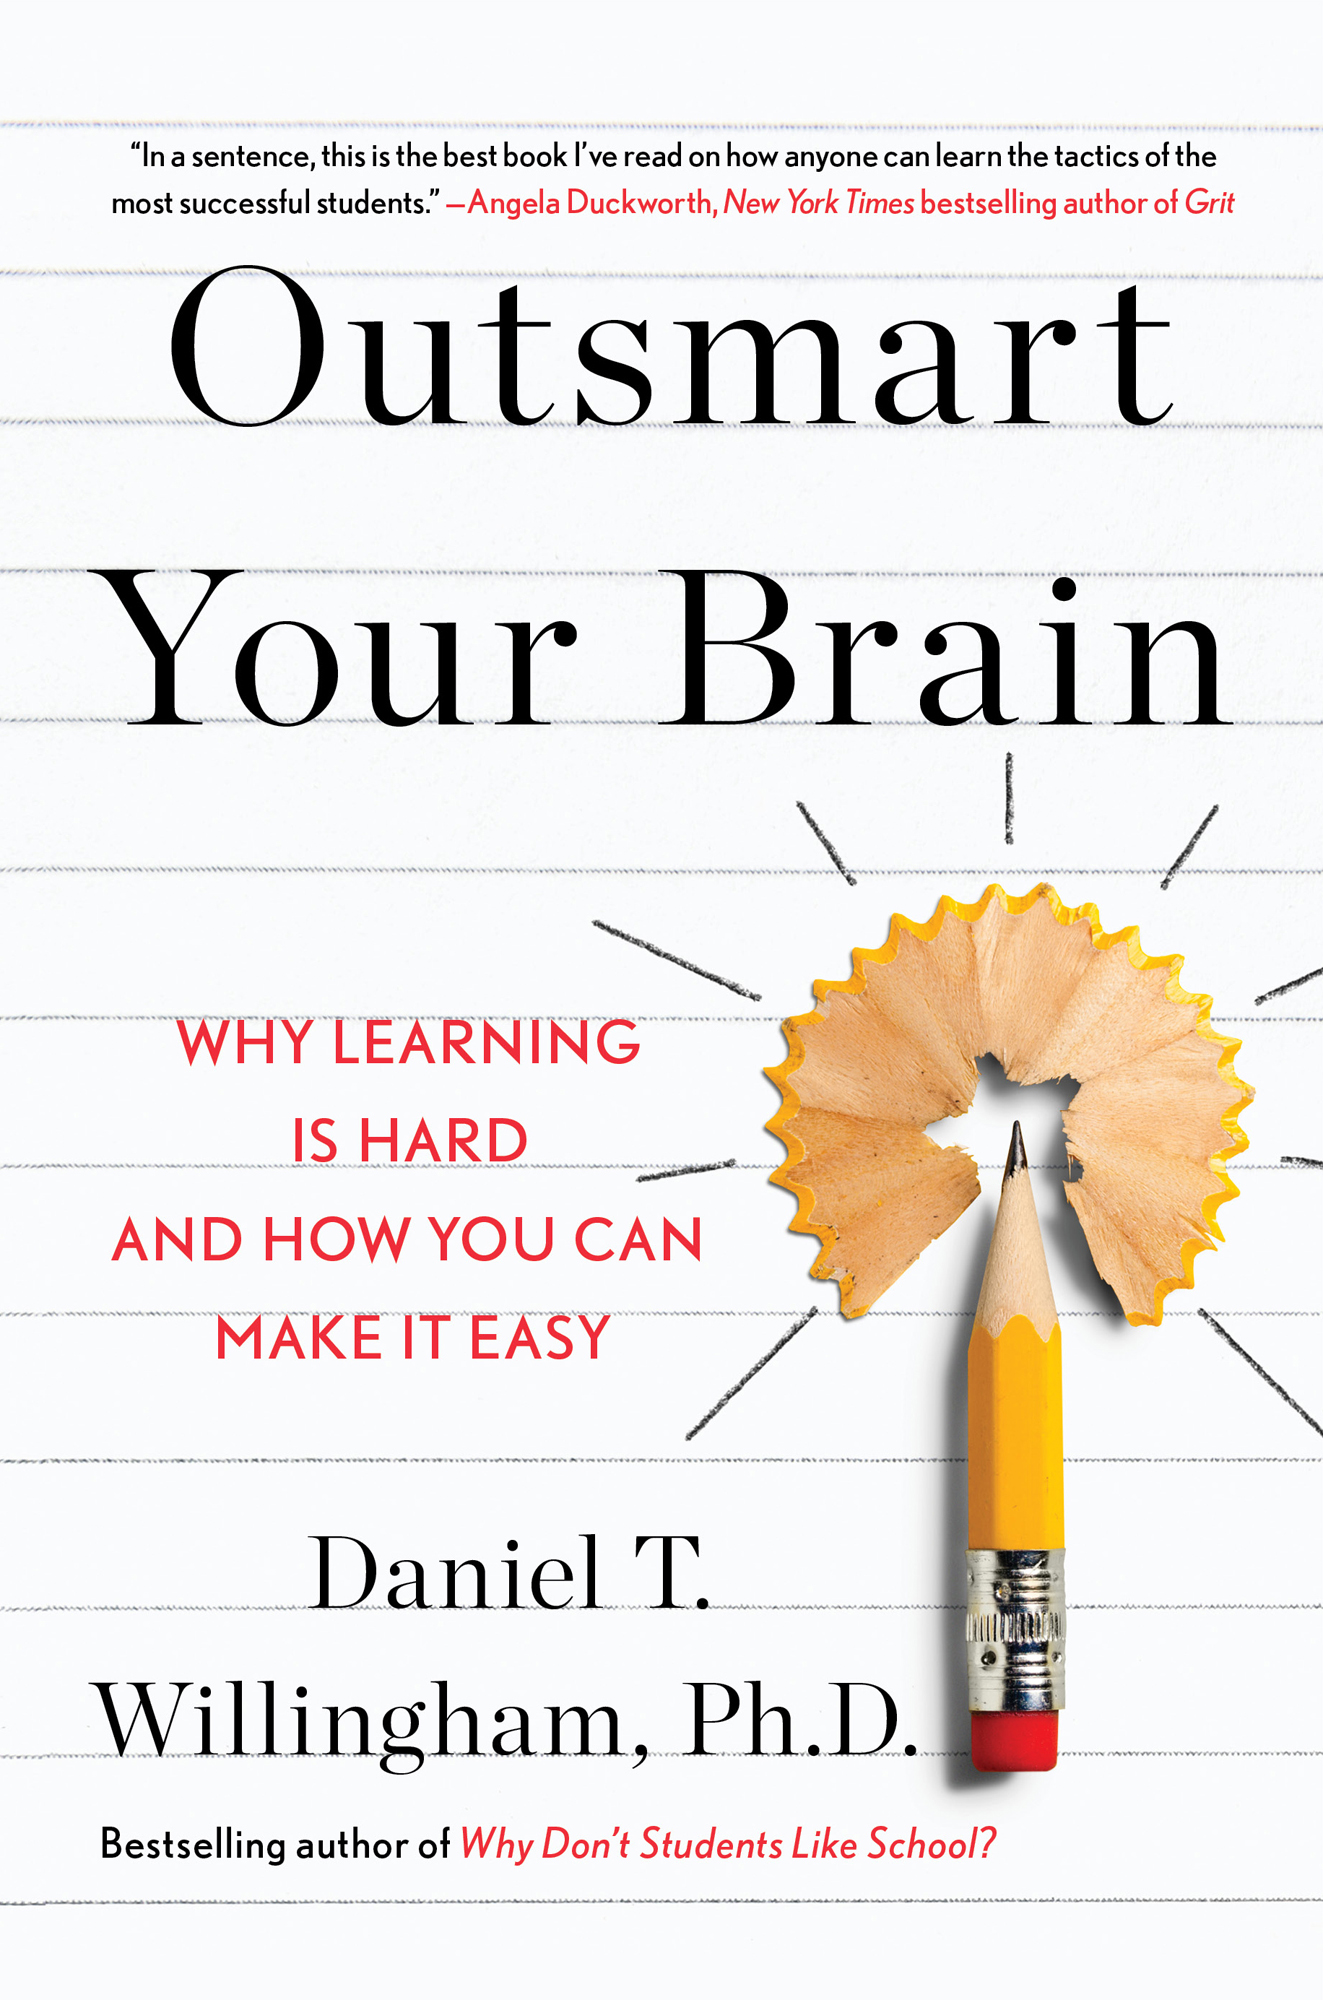 “In a sentence, this is the best book I’ve read on how anyone can learn the tactics of the
most successful students.” —Angela Duckworth, New York Times bestselling author of Grit
Outsmart
Your Brain
WHY LEARNING
IS HARD
AND HOW YOU CAN
MAKE IT EASY
Daniel T.
Willingham, Ph.D.
Bestselling author of Why Don’t Students Like School?